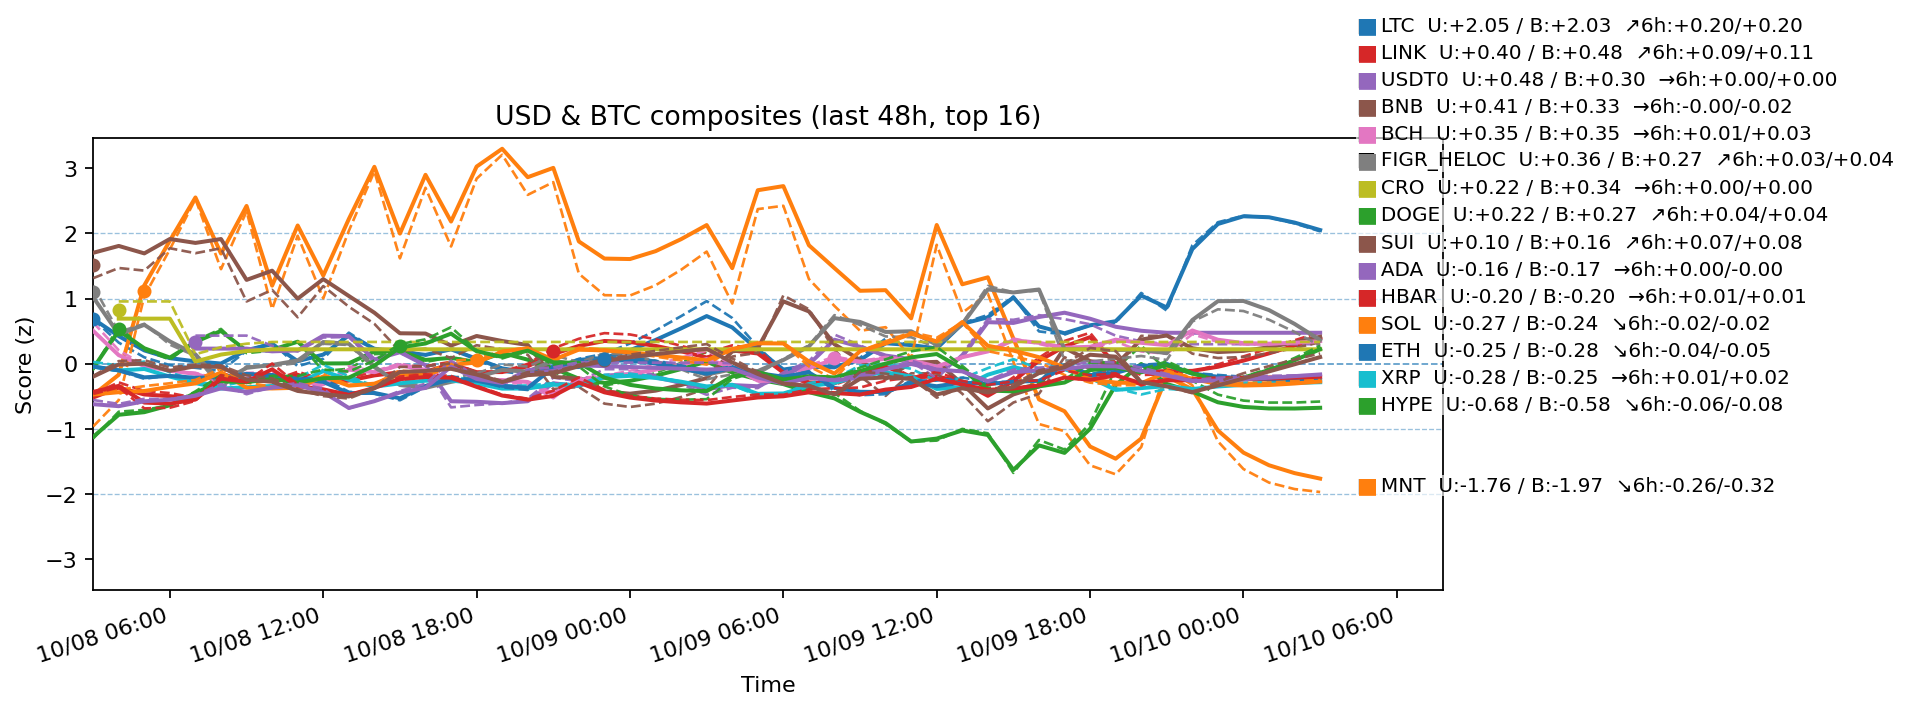 LTC  U:+2.05 / B:+2.03  ↗6h:+0.20/+0.20
LINK  U:+0.40 / B:+0.48  ↗6h:+0.09/+0.11
USDT0  U:+0.48 / B:+0.30  →6h:+0.00/+0.00
BNB  U:+0.41 / B:+0.33  →6h:-0.00/-0.02
BCH  U:+0.35 / B:+0.35  →6h:+0.01/+0.03
FIGR_HELOC  U:+0.36 / B:+0.27  ↗6h:+0.03/+0.04
CRO  U:+0.22 / B:+0.34  →6h:+0.00/+0.00
DOGE  U:+0.22 / B:+0.27  ↗6h:+0.04/+0.04
SUI  U:+0.10 / B:+0.16  ↗6h:+0.07/+0.08
ADA  U:-0.16 / B:-0.17  →6h:+0.00/-0.00
HBAR  U:-0.20 / B:-0.20  →6h:+0.01/+0.01
SOL  U:-0.27 / B:-0.24  ↘6h:-0.02/-0.02
ETH  U:-0.25 / B:-0.28  ↘6h:-0.04/-0.05
XRP  U:-0.28 / B:-0.25  →6h:+0.01/+0.02
HYPE  U:-0.68 / B:-0.58  ↘6h:-0.06/-0.08
MNT  U:-1.76 / B:-1.97  ↘6h:-0.26/-0.32
USD & BTC composites (last 48h, top 16)
Score (z)
3
2
1
0
−1
−2
−3
10/08 06:00
10/08 12:00
10/08 18:00
10/09 00:00
10/09 06:00
10/09 12:00
10/09 18:00
10/10 00:00
10/10 06:00
Time